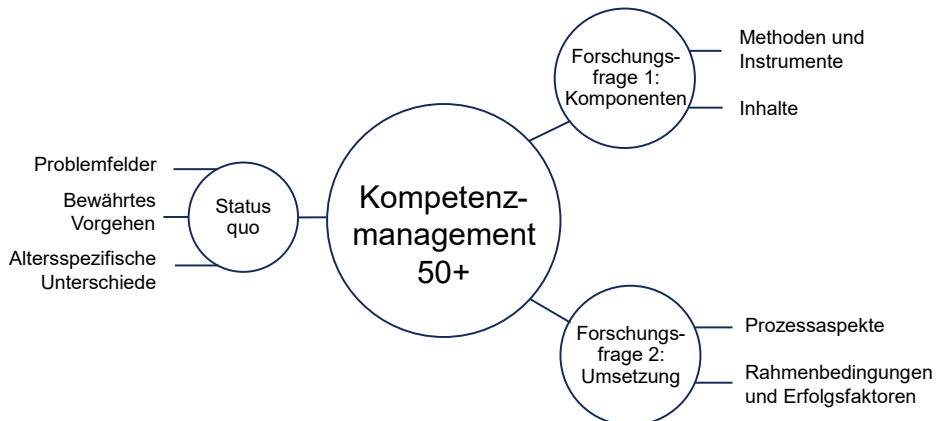 Problemfelder
Bewährtes
Vorgehen
Altersspezifische
Unterschiede
Status
quo
Kompetenz-
management
50+
Forschungs-
frage 1:
Komponenten
Methoden und
Instrumente
Inhalte
Forschungs-
frage 2:
Umsetzung
Prozessaspekte
Rahmenbedingungen
und Erfolgsfaktoren